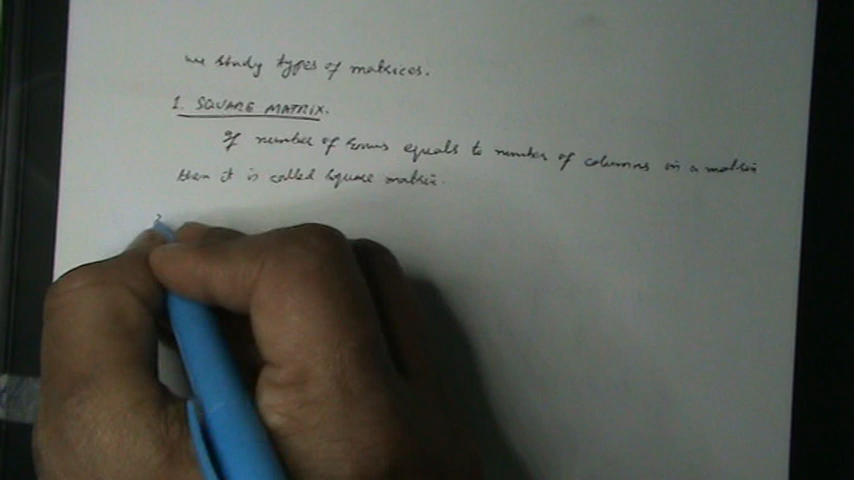 we study types of matrices.
1. SQUARE MATRIX.
If number of rows equals to number of columns in a matrix
then it is called square matrix.